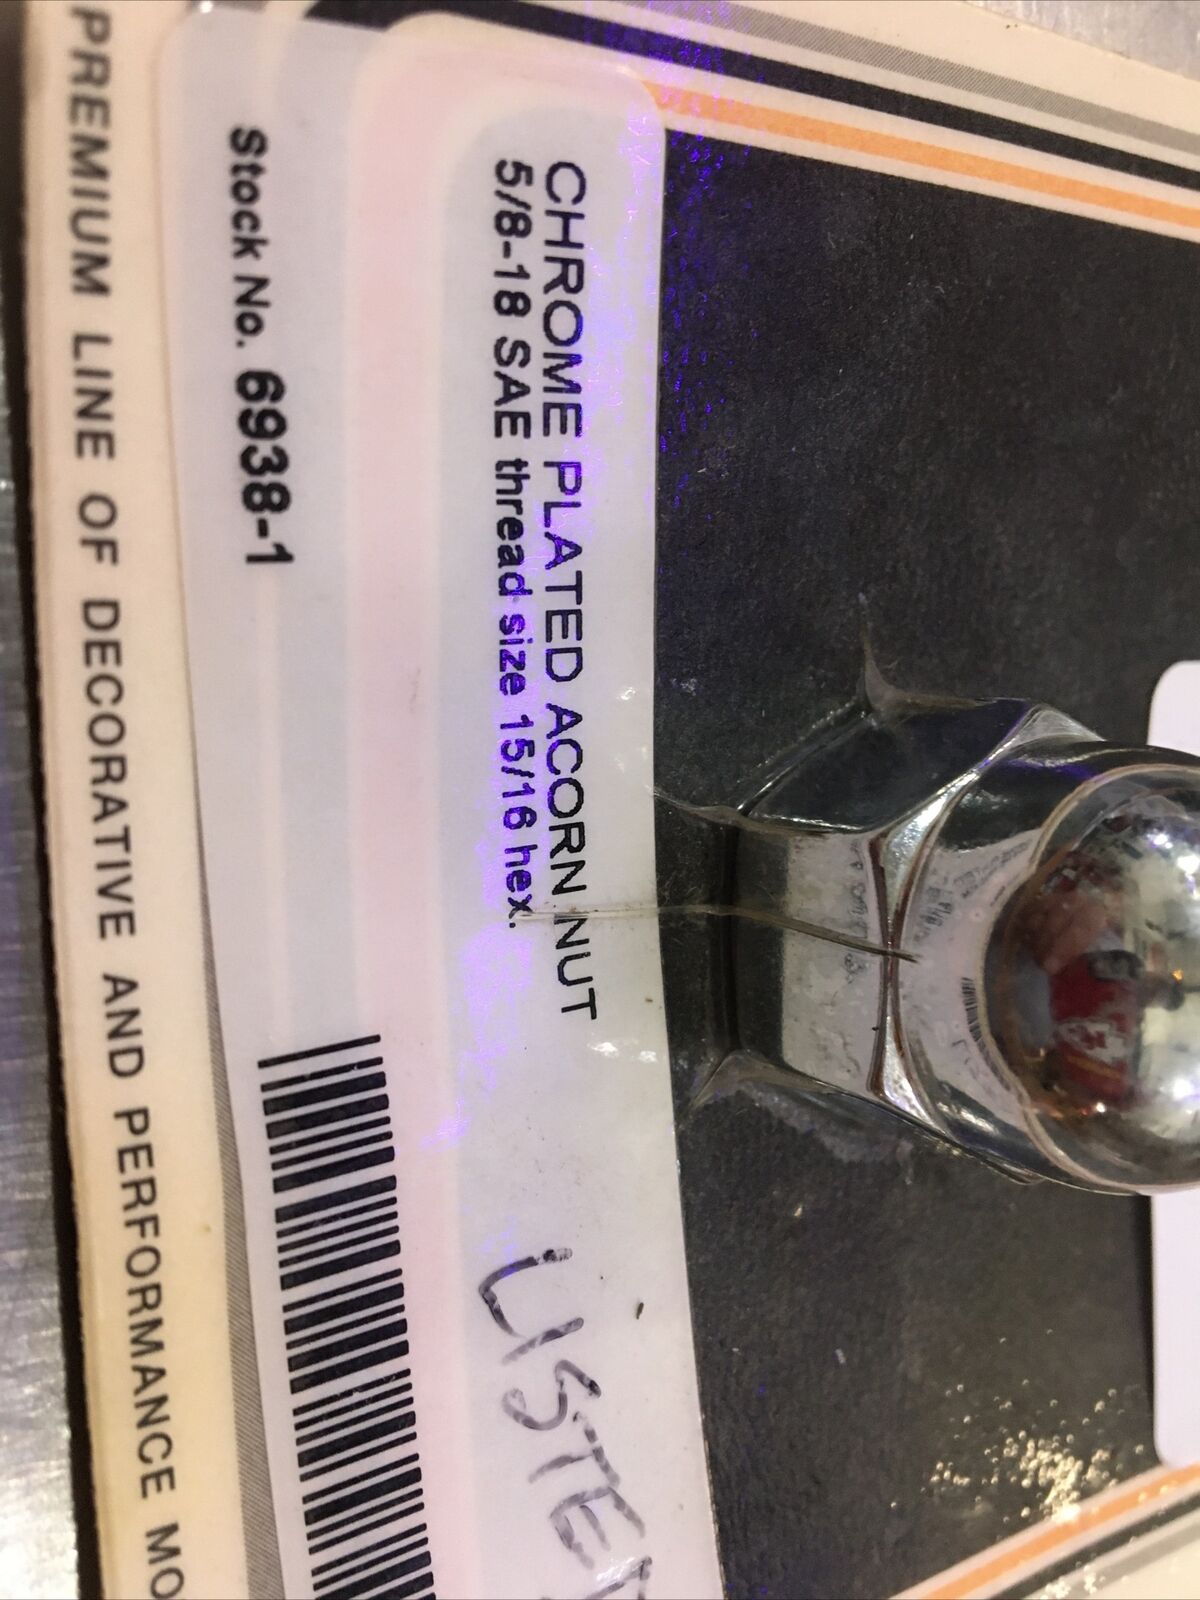 CHROME PLATED ACORN NUT
5/8-18 SAE thread size 15/16 hex.
Stock No. 6938-1
PREMIUM LINE OF DECORATIVE AND PERFORMANCE MO